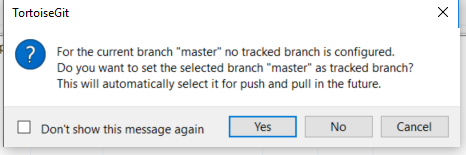 TortoiseGit
For the current branch "master" no tracked branch is configured.
Do you want to set the selected branch "master" as tracked branch?
This will automatically select it for push and pull in the future.
Don't show this message again
Yes
No
Cancel